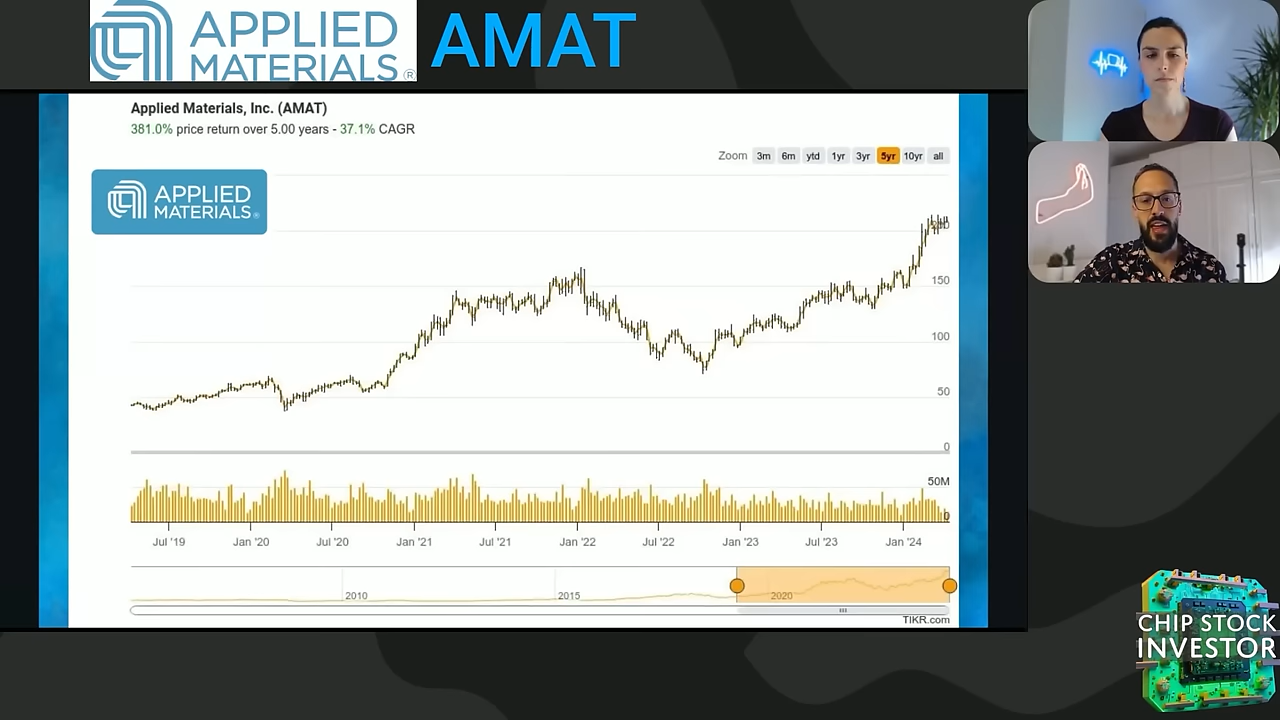 APPLIED
MATERIALS®
AMAT
Applied Materials, Inc. (AMAT)
381.0% price return over 5.00 years - 37.1% CAGR
Zoom 3m 6m ytd 1yr 3yr 5yr 10yr all
APPLIED
MATERIALS®
200
150
100
50
0
50M
0
Jul '19 Jan '20 Jul '20 Jan '21 Jul '21 Jan '22 Jul '22 Jan '23 Jul '23 Jan '24
2010 2015 2020
TIKR.com
CHIP STOCK
INVESTOR